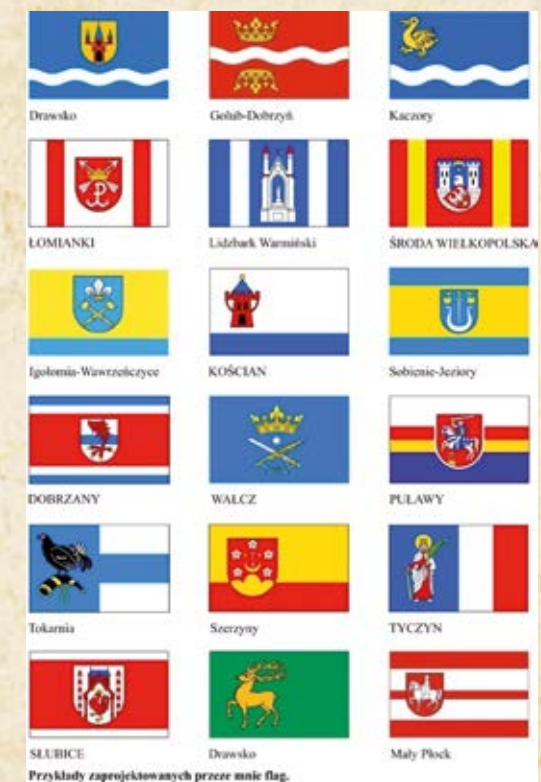 Drawsko
Golub-Dobrzyń
Kaczory
ŁOMIANKI
Lidzbark Warmiński
ŚRODA WIELKOPOLSKA
Igołomia-Wawrzeńczyce
KOŚCIAN
Sobienie-Jeziory
DOBRZANY
WAŁCZ
PUŁAWY
Tokarnia
Szerzyny
TYCZYN
SŁUBICE
Drawsko
Mały Płock
Przykłady zaprojektowanych przeze mnie flag.